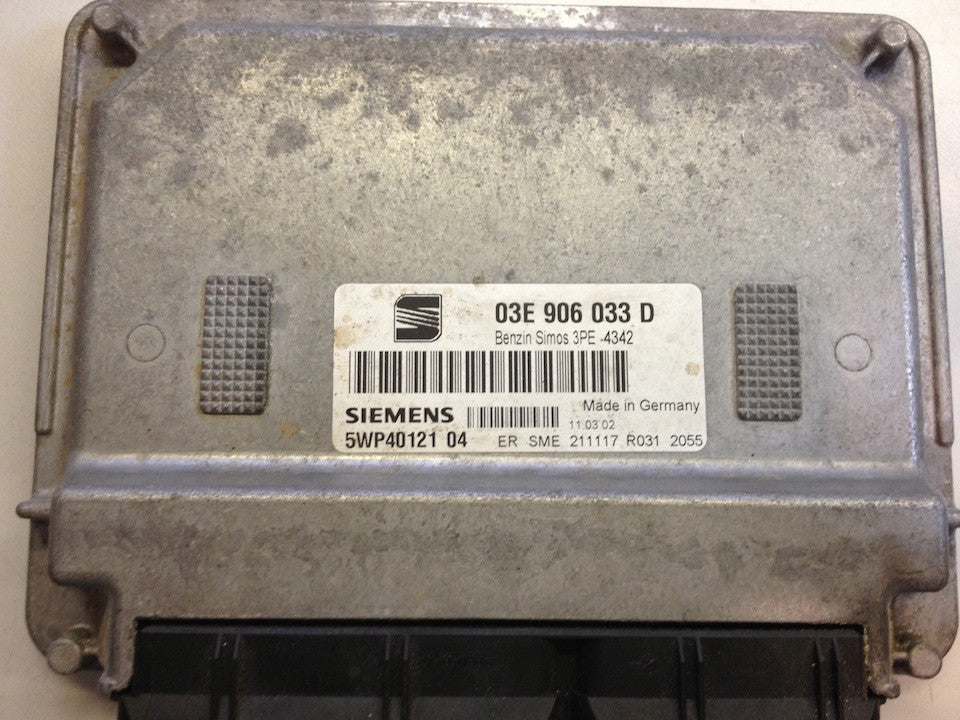 03E 906 033 D
Benzin Simos 3PE -4342
Made in Germany
SIEMENS 11.03.02
5WP40121 04 ER SME 211117 R031 2055